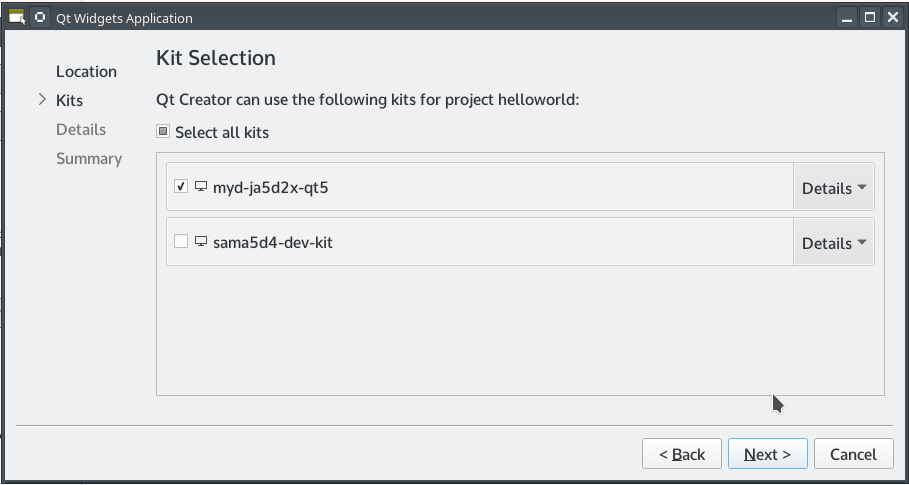 Qt Widgets Application
Location
Kits
Details
Summary
Kit Selection
Qt Creator can use the following kits for project helloworld:
Select all kits
myd-ja5d2x-qt5
Details
sama5d4-dev-kit
Details
< Back
Next >
Cancel